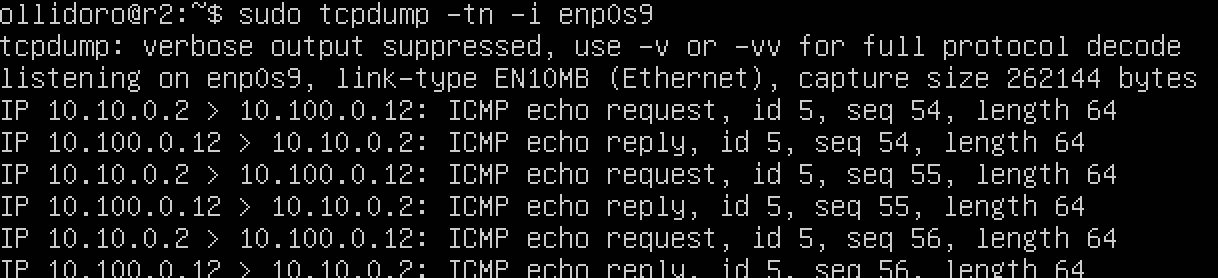 ollidoro@r2:~$ sudo tcpdump -tn -i enp0s9
tcpdump: verbose output suppressed, use -v or -vv for full protocol decode
listening on enp0s9, link-type EN10MB (Ethernet), capture size 262144 bytes
IP 10.10.0.2 > 10.100.0.12: ICMP echo request, id 5, seq 54, length 64
IP 10.100.0.12 > 10.10.0.2: ICMP echo reply, id 5, seq 54, length 64
IP 10.10.0.2 > 10.100.0.12: ICMP echo request, id 5, seq 55, length 64
IP 10.100.0.12 > 10.10.0.2: ICMP echo reply, id 5, seq 55, length 64
IP 10.10.0.2 > 10.100.0.12: ICMP echo request, id 5, seq 56, length 64
IP 10.100.0.12 > 10.10.0.2: ICMP echo reply, id 5, seq 56, length 64